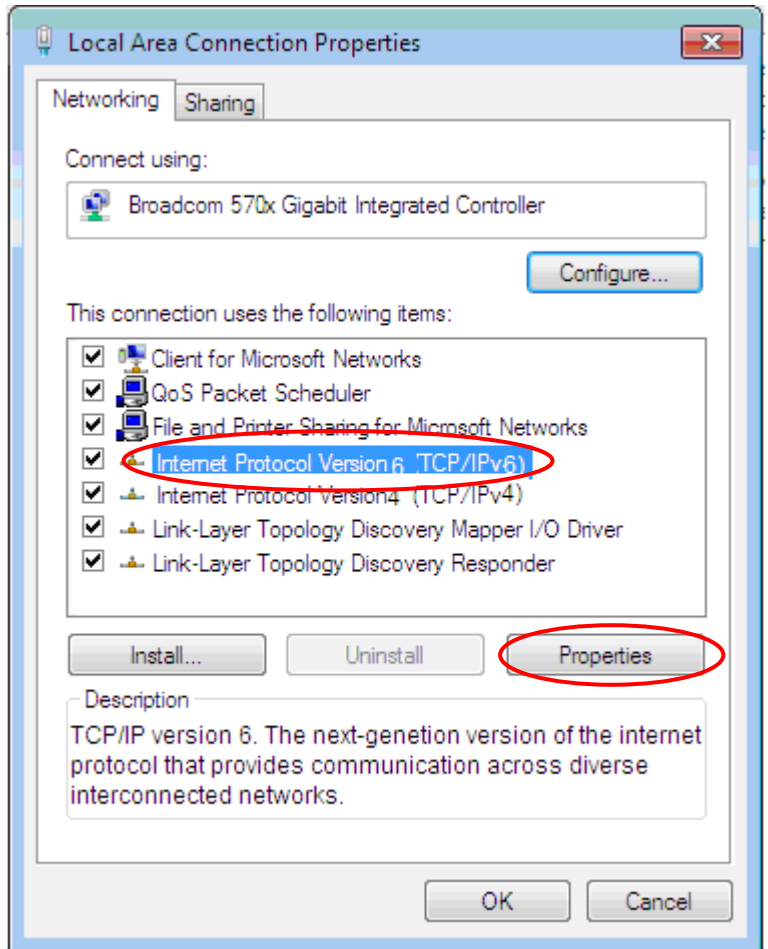 Local Area Connection Properties
Networking
Sharing
Connect using:
Broadcom 570x Gigabit Integrated Controller
Configure...
This connection uses the following items:
Client for Microsoft Networks
QoS Packet Scheduler
File and Printer Sharing for Microsoft Networks
Internet Protocol Version 6 (TCP/IPv6)
Internet Protocol Version4 (TCP/IPv4)
Link-Layer Topology Discovery Mapper I/O Driver
Link-Layer Topology Discovery Responder
Install...
Uninstall
Properties
Description
TCP/IP version 6. The next-genetion version of the internet
protocol that provides communication across diverse
interconnected networks.
OK
Cancel